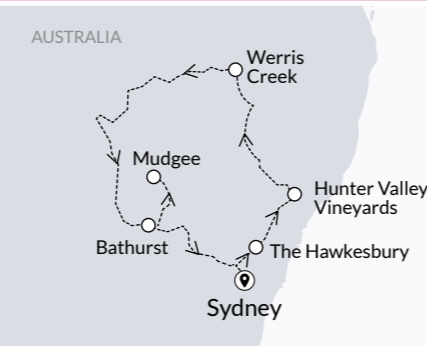 AUSTRALIA
Werris
Creek
Mudgee
Hunter Valley
Vineyards
Bathurst
The Hawkesbury
Sydney